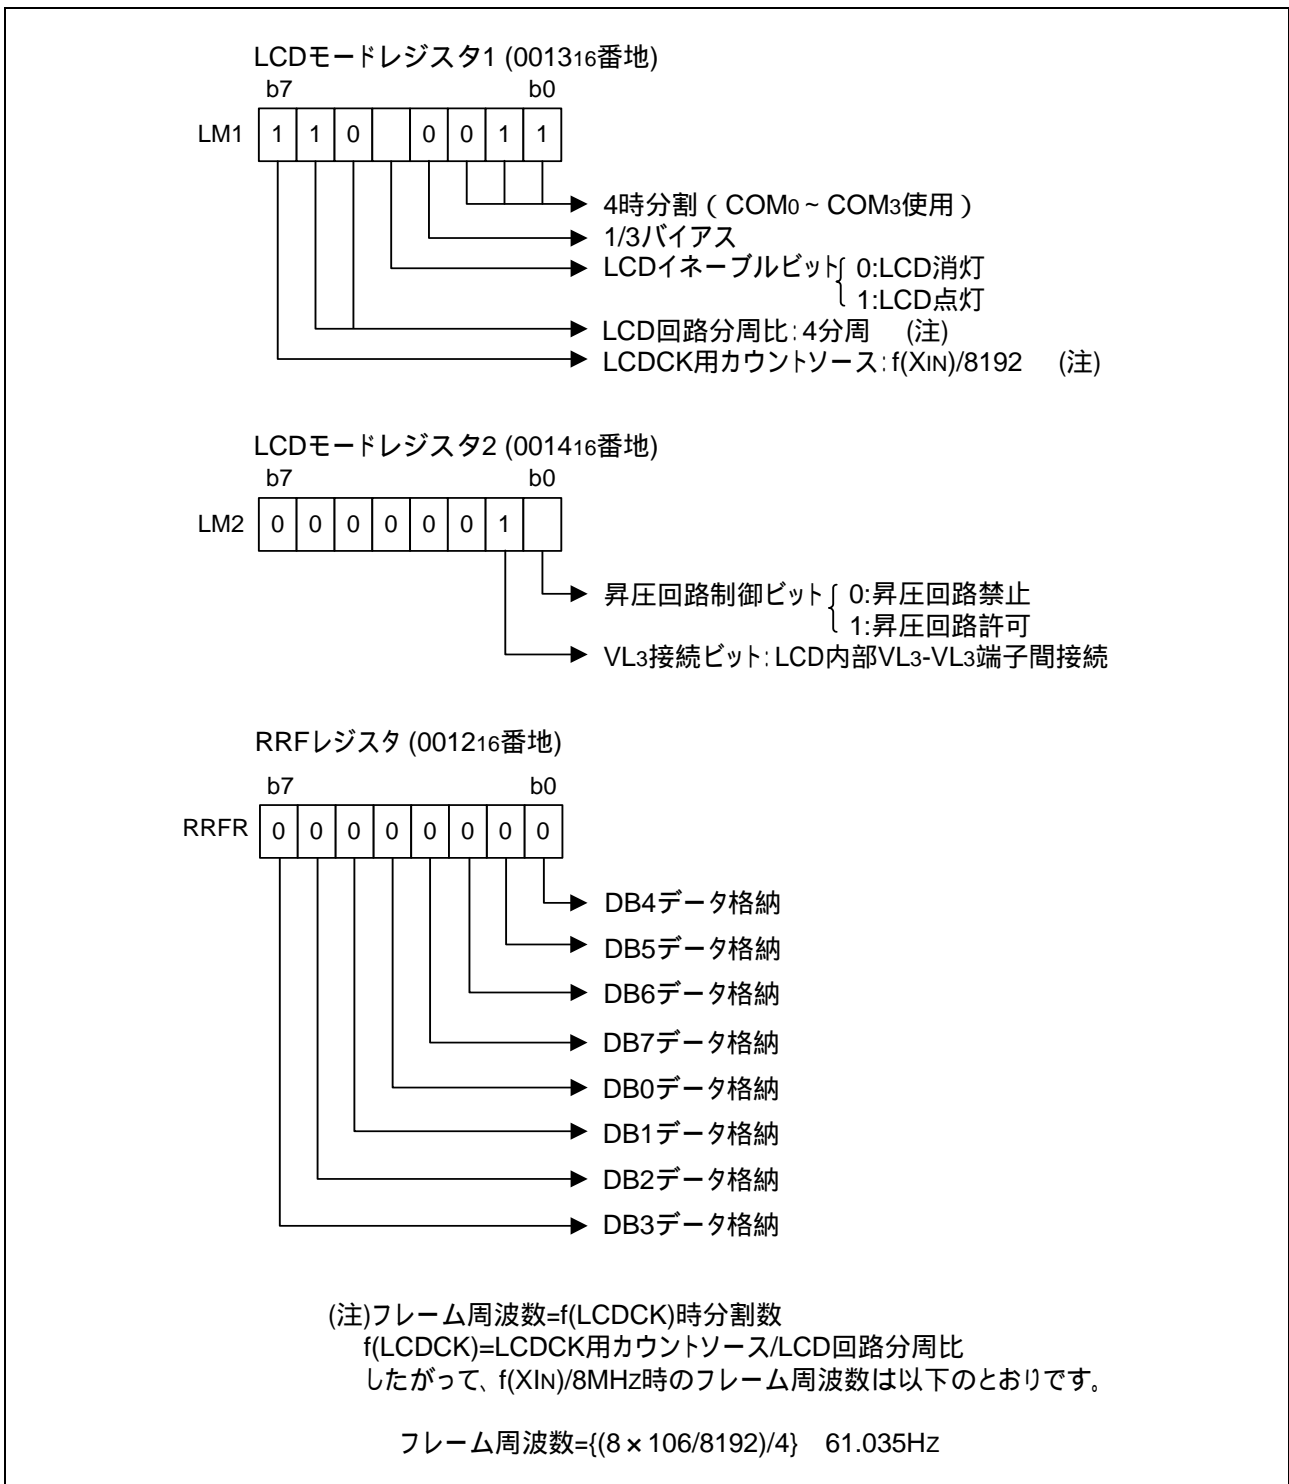 LCDモードレジスタ1 (001316番地)
b7 b0
LM1 1 1 0 0 0 1 1
4時分割(COM0~COM3使用)
1/3バイアス
LCDイネーブルビット{ 0:LCD消灯
1:LCD点灯
LCD回路分周比:4分周 (注)
LCDCK用カウントソース:f(XIN)/8192 (注)
LCDモードレジスタ2 (001416番地)
b7 b0
LM2 0 0 0 0 0 0 1
昇圧回路制御ビット{ 0:昇圧回路禁止
1:昇圧回路許可
VL3接続ビット:LCD内部VL3-VL3端子間接続
RRFレジスタ (001216番地)
b7 b0
RRFR 0 0 0 0 0 0 0 0
DB4データ格納
DB5データ格納
DB6データ格納
DB7データ格納
DB0データ格納
DB1データ格納
DB2データ格納
DB3データ格納
(注)フレーム周波数=f(LCDCK)時分割数
f(LCDCK)=LCDCK用カウントソース/LCD回路分周比
したがって、f(XIN)/8MHz時のフレーム周波数は以下のとおりです。
フレーム周波数={(8×106/8192)/4} 61.035Hz